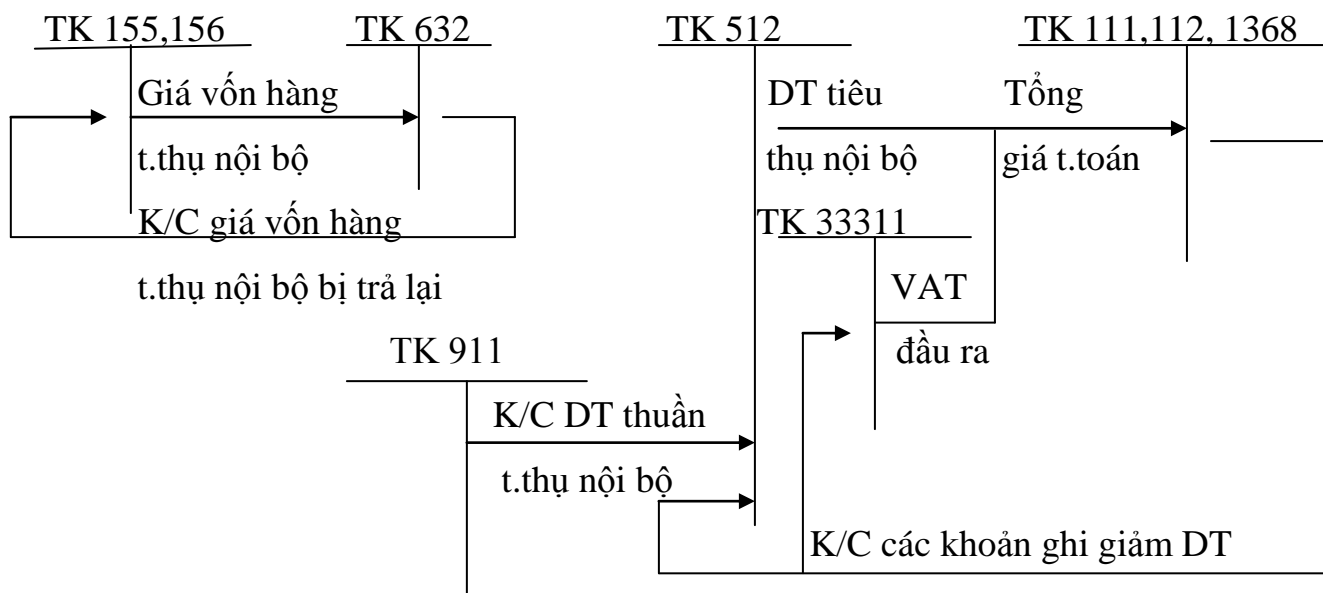 TK 155,156
TK 632
TK 512
TK 111,112, 1368
Giá vốn hàng
DT tiêu
Tổng
t.thụ nội bộ
thụ nội bộ
giá t.toán
K/C giá vốn hàng
TK 33311
t.thụ nội bộ bị trả lại
VAT
TK 911
đầu ra
K/C DT thuần
t.thụ nội bộ
K/C các khoản ghi giảm DT